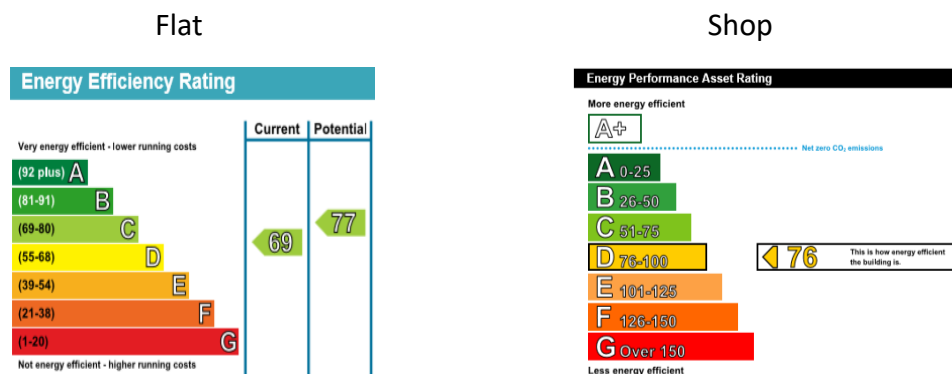 Flat
Energy Efficiency Rating
Current Potential
Very energy efficient - lower running costs
(92 plus) A
(81-91) B
(69-80) C
(55-68) D
(39-54) E
(21-38) F
(1-20) G
69
77
Not energy efficient - higher running costs
Shop
Energy Performance Asset Rating
More energy efficient
A+
Net zero CO₂ emissions
A 0-25
B 26-50
C 51-75
D 76-100
76
This is how energy efficient
the building is.
E 101-125
F 126-150
G Over 150
Less energy efficient